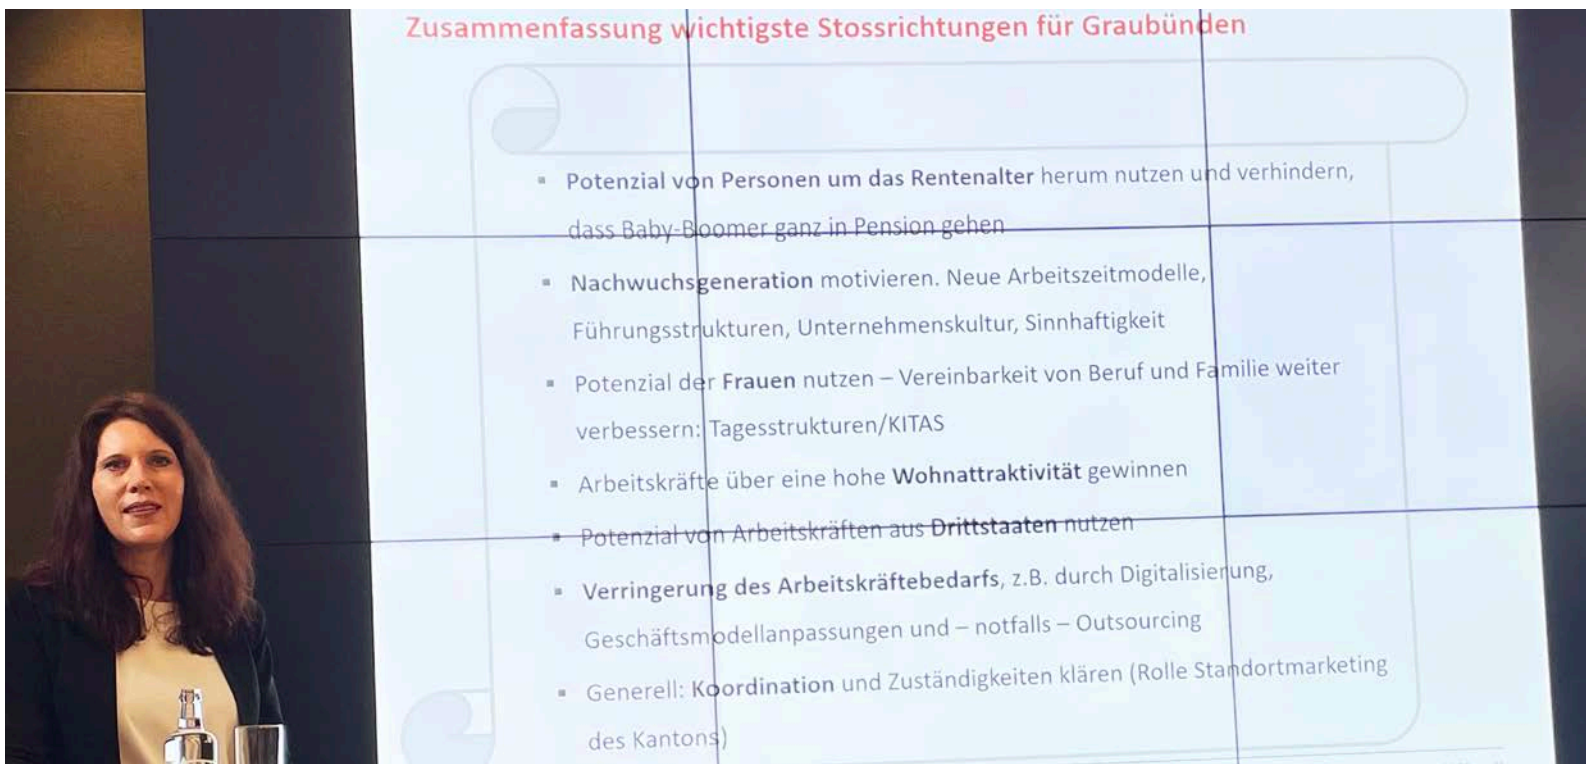 Zusammenfassung wichtigste Stossrichtungen für Graubünden
▪ Potenzial von Personen um das Rentenalter herum nutzen und verhindern,
dass Baby-Bloomer ganz in Pension gehen
▪ Nachwuchsgeneration motivieren. Neue Arbeitszeitmodelle,
Führungsstrukturen, Unternehmenskultur, Sinnhaftigkeit
▪ Potenzial der Frauen nutzen – Vereinbarkeit von Beruf und Familie weiter
verbessern: Tagesstrukturen/KITAS
▪ Arbeitskräfte über eine hohe Wohnattraktivität gewinnen
▪ Potenzial von Arbeitskräften aus Drittstaaten nutzen
▪ Verringerung des Arbeitskräftebedarfs, z.B. durch Digitalisierung,
Geschäftsmodellanpassungen und – notfalls – Outsourcing
▪ Generell: Koordination und Zuständigkeiten klären (Rolle Standortmarketing
des Kantons)